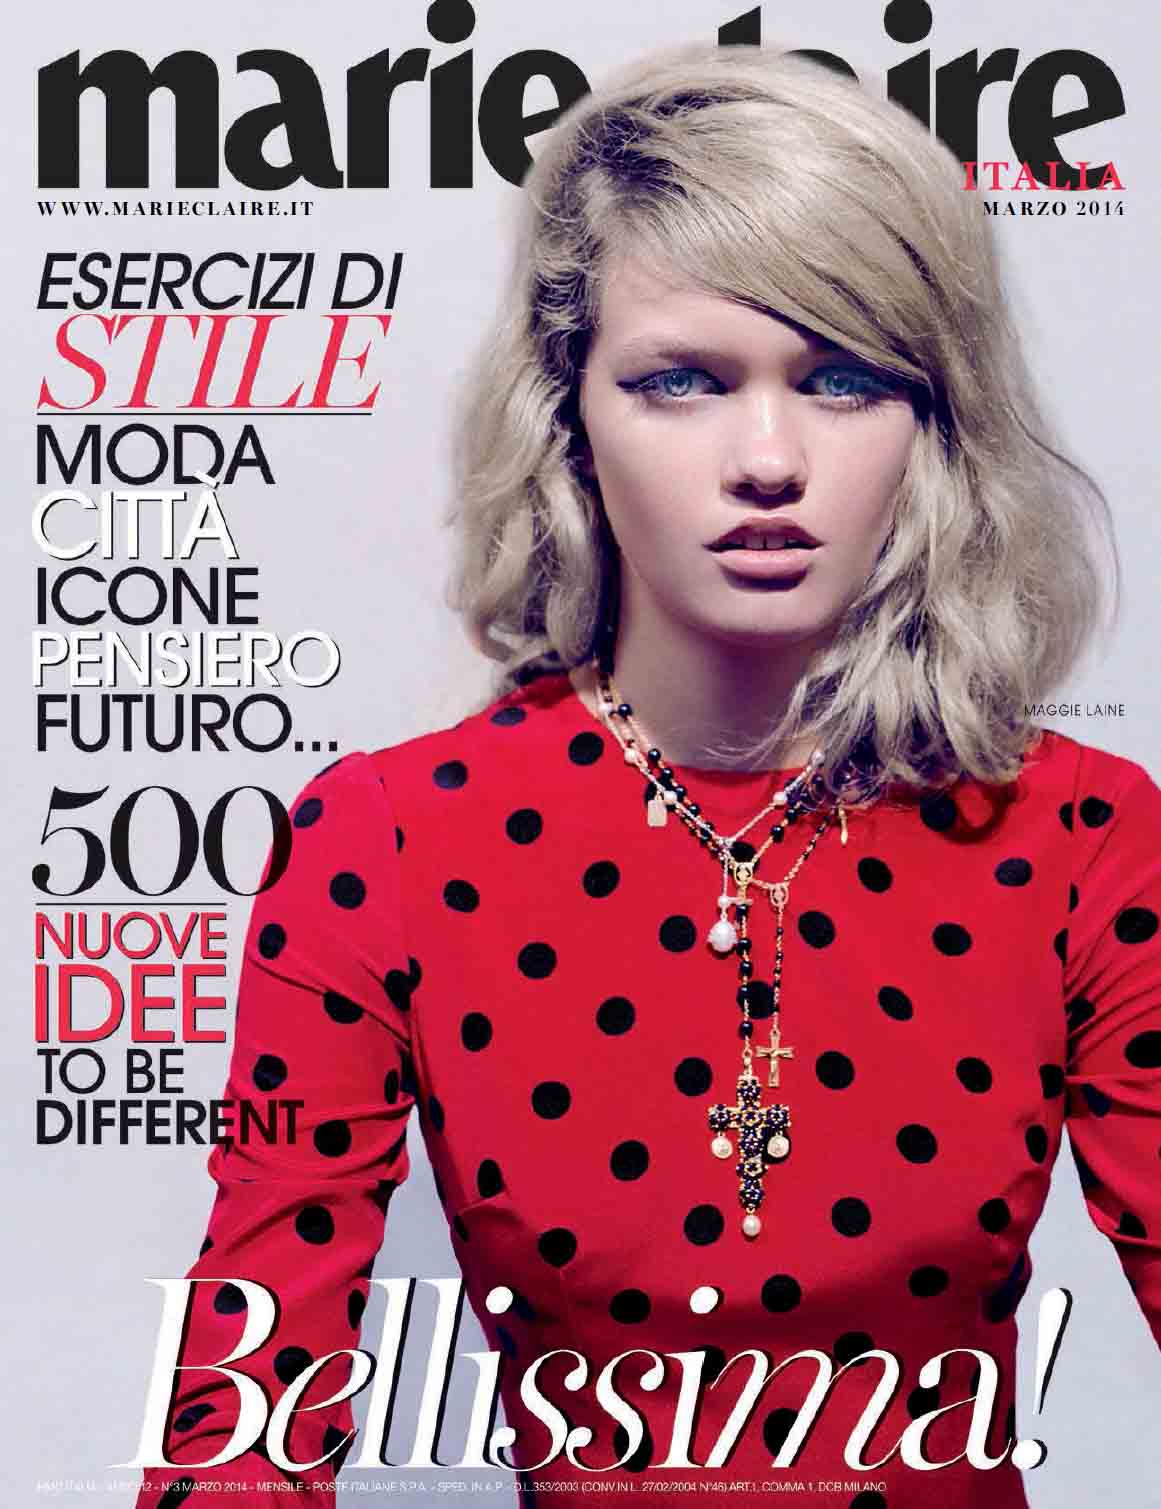 marie claire
ITALIA
WWW.MARIECLAIRE.IT
MARZO 2014
ESERCIZI DI
STILE
MODA
CITTÀ
ICONE
PENSIERO
FUTURO...
MAGGIE LAINE
500
NUOVE
IDEE
TO BE
DIFFERENT
Bellissima!
N°3 MARZO 2014 - MENSILE - POSTE ITALIANE S.P.A. - SPED. IN A.P. - D.L.353/2003 (CONV.IN L. 27/02/2004 N°46) ART.1, COMMA 1, DCB MILANO